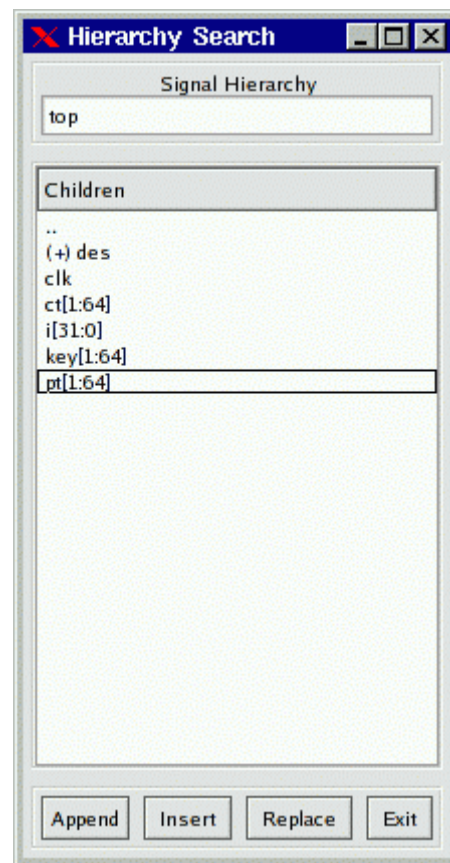 Hierarchy Search
Signal Hierarchy
top
Children
..
(+) des
clk
ct[1:64]
i[31:0]
key[1:64]
pt[1:64]
Append Insert Replace Exit